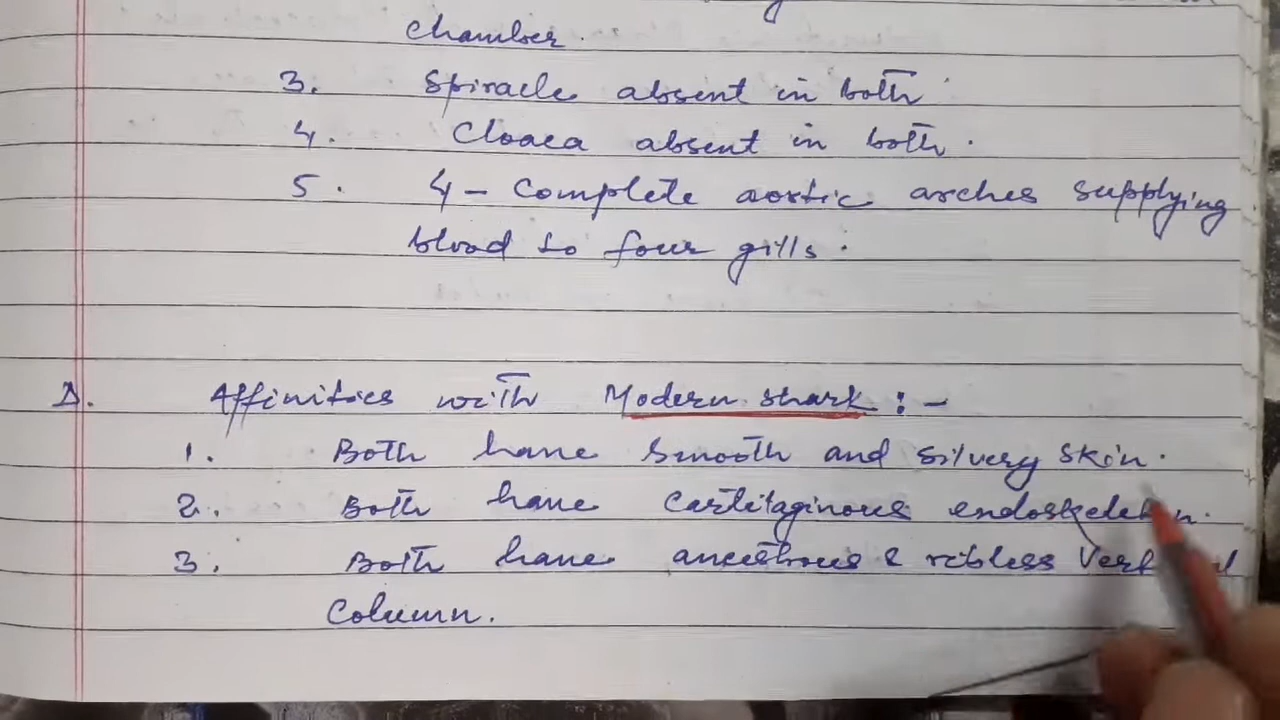 chamber.
3. Spiracle absent in both.
4. Cloaca absent in both.
5. 4 - Complete aortic arches supplying
blood to four gills.
D. Affinities with Modern shark : -
1. Both have smooth and silvery skin.
2. Both have cartilaginous endoskeleton.
3. Both have & ribless
column.